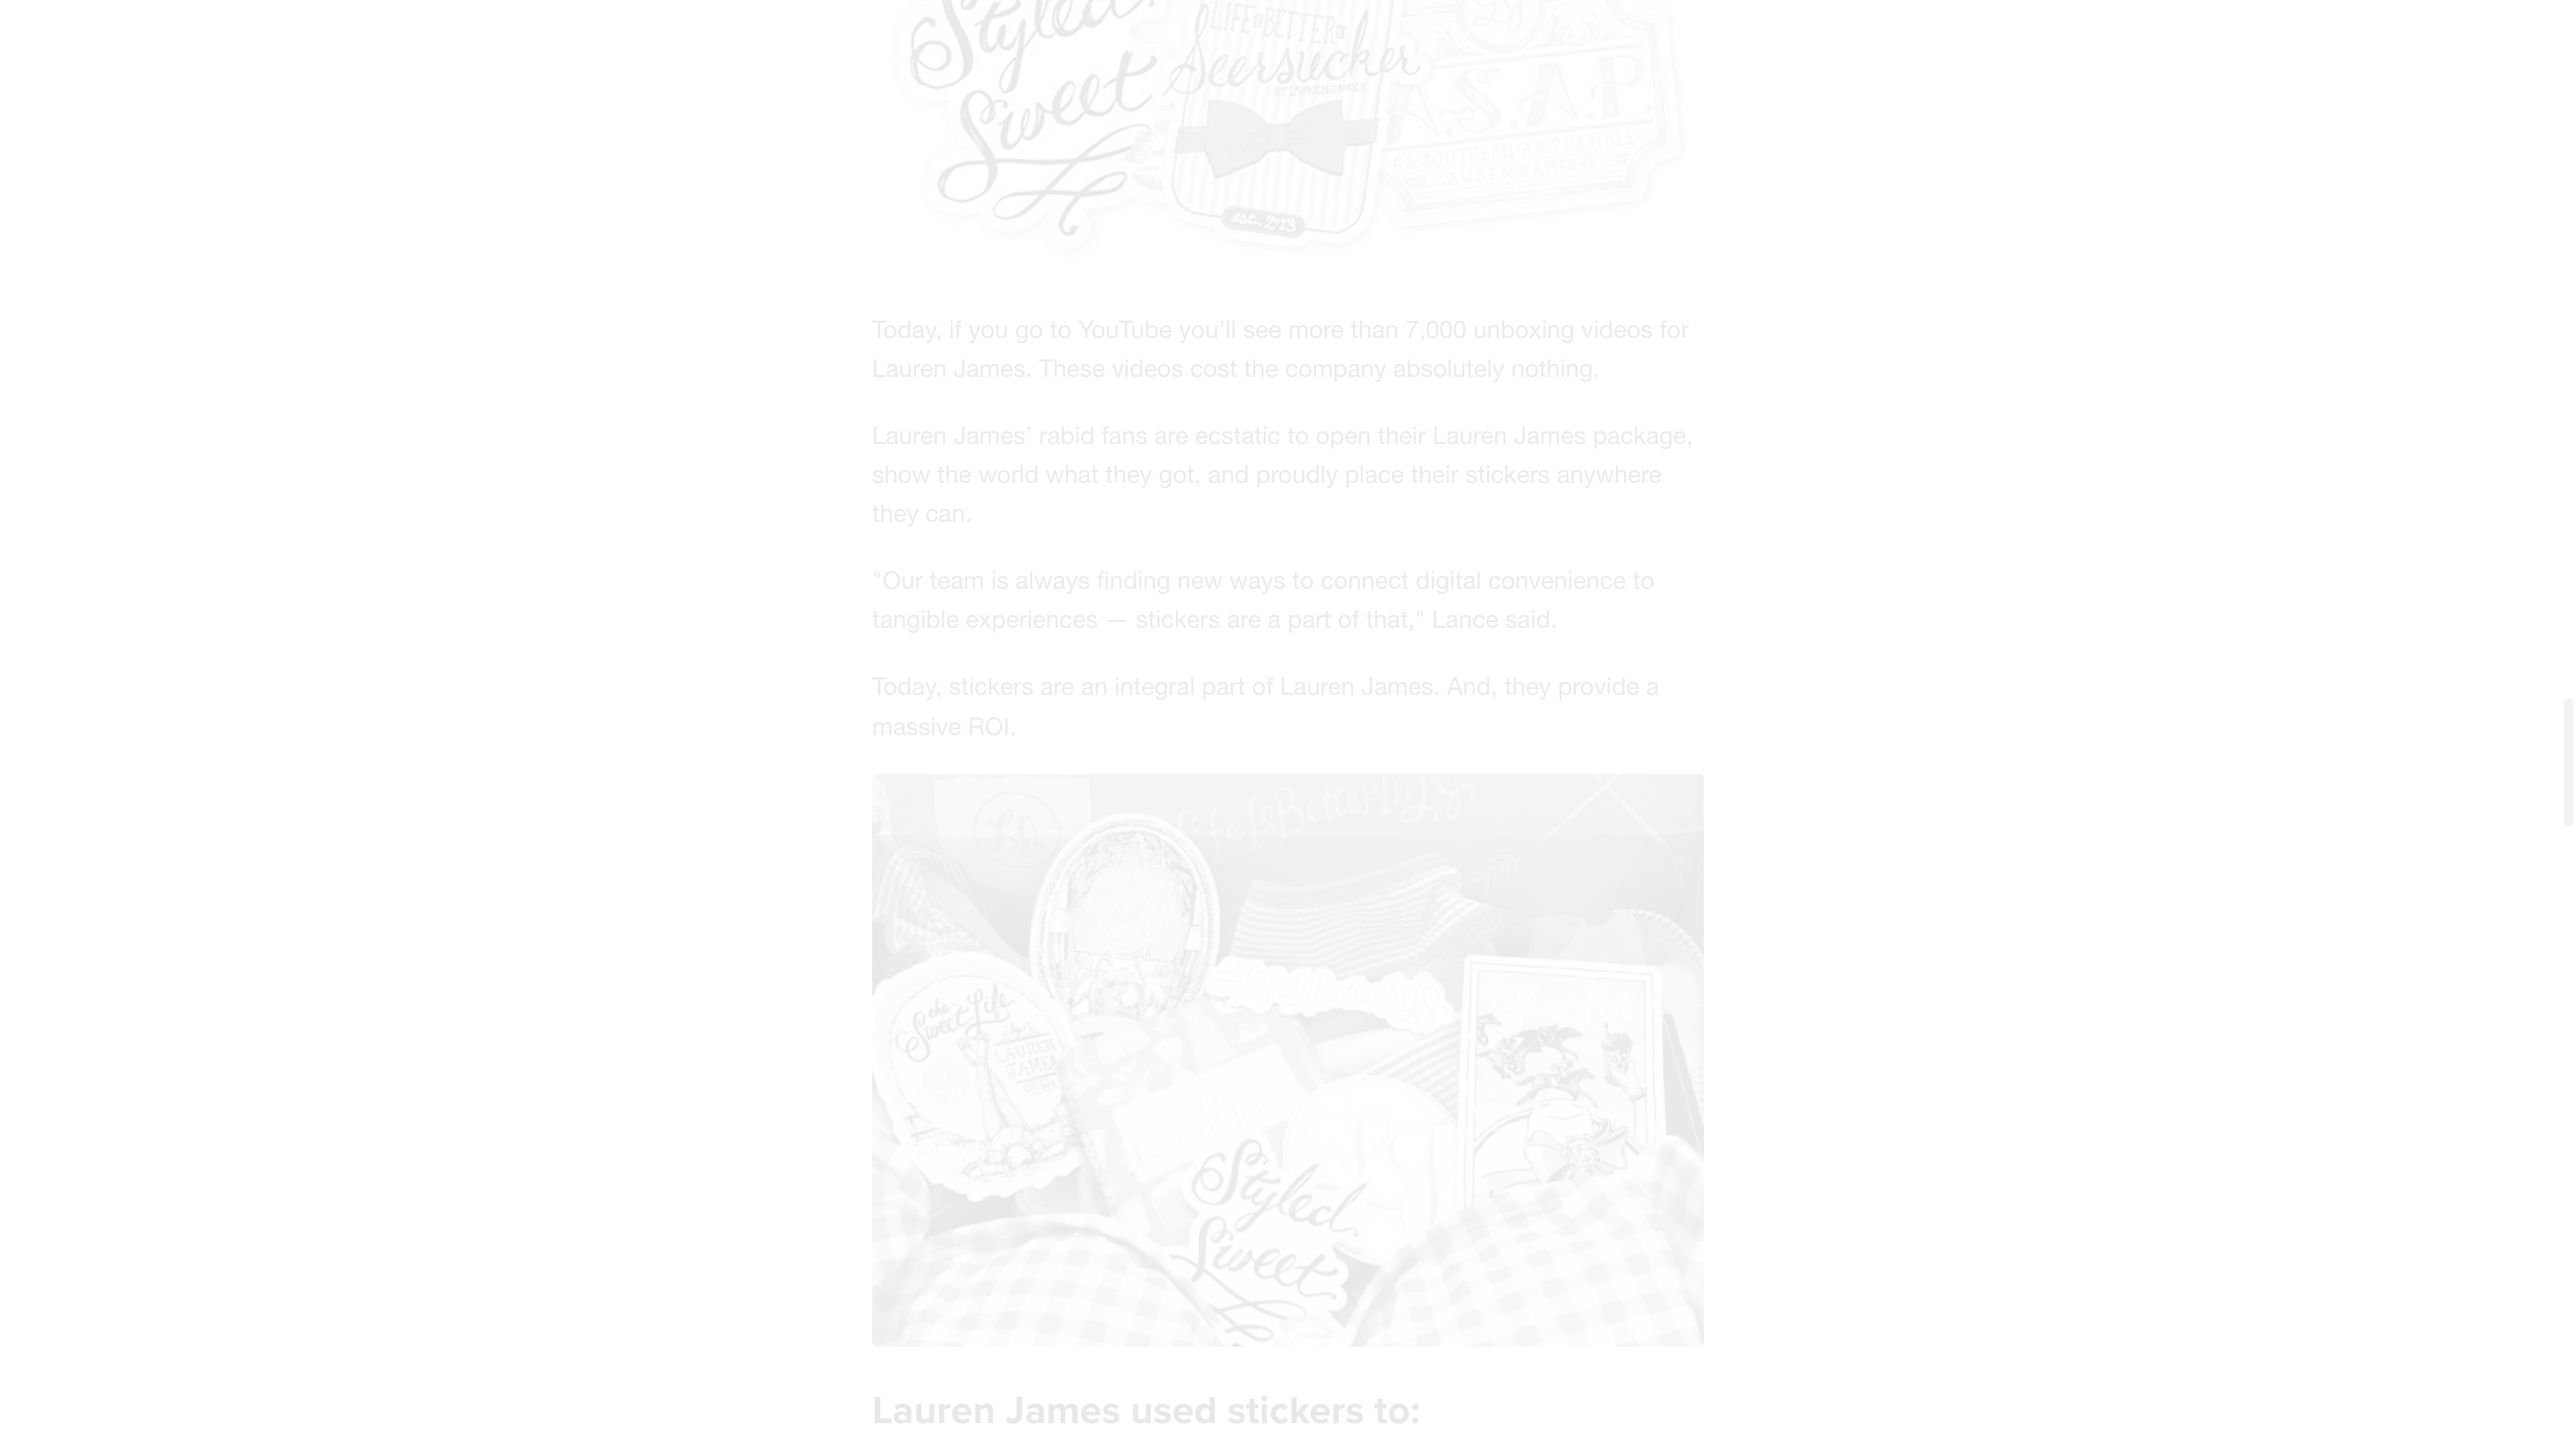 Styled.
Sweet
LIFE is BETTER in
Seersucker
BY LAUREN JAMES
est. 2013
A.S.A.P.
AS·SOUTHERN·AS·POSSIBLE
LAUREN JAMES CO.
Today, if you go to YouTube you’ll see more than 7,000 unboxing videos for
Lauren James. These videos cost the company absolutely nothing.
Lauren James’ rabid fans are ecstatic to open their Lauren James package,
show the world what they got, and proudly place their stickers anywhere
they can.
"Our team is always finding new ways to connect digital convenience to
tangible experiences — stickers are a part of that," Lance said.
Today, stickers are an integral part of Lauren James. And, they provide a
massive ROI.
LifeIsBetterIn
the
Sweet Life
by
LAUREN
JAMES
Lauren James
Styled.
Sweet
Lauren James used stickers to: